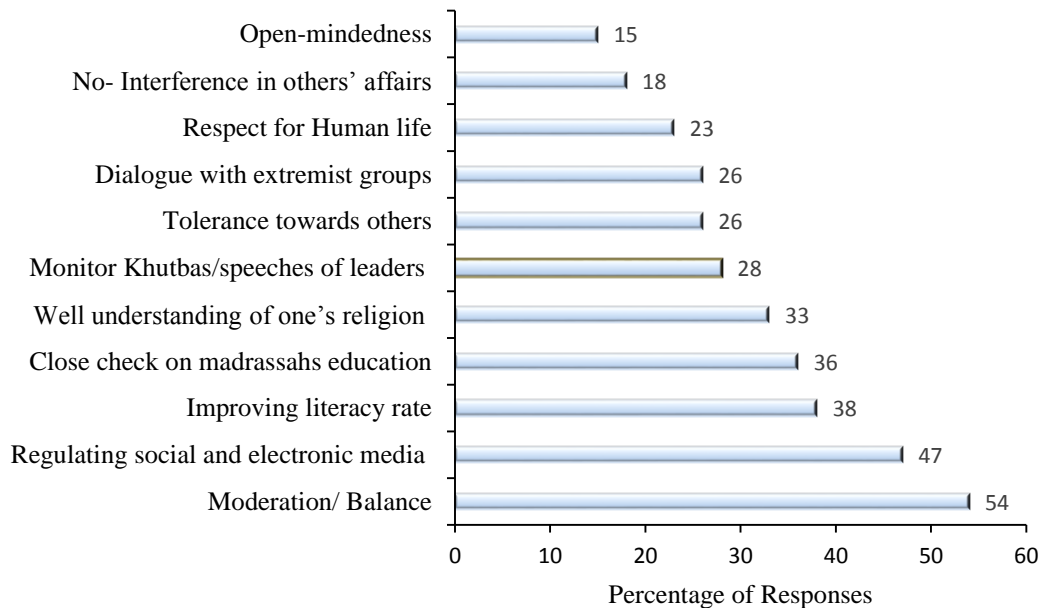 Open-mindedness 15
No- Interference in others’ affairs 18
Respect for Human life 23
Dialogue with extremist groups 26
Tolerance towards others 26
Monitor Khutbas/speeches of leaders 28
Well understanding of one’s religion 33
Close check on madrassahs education 36
Improving literacy rate 38
Regulating social and electronic media 47
Moderation/ Balance 54
0 10 20 30 40 50 60
Percentage of Responses